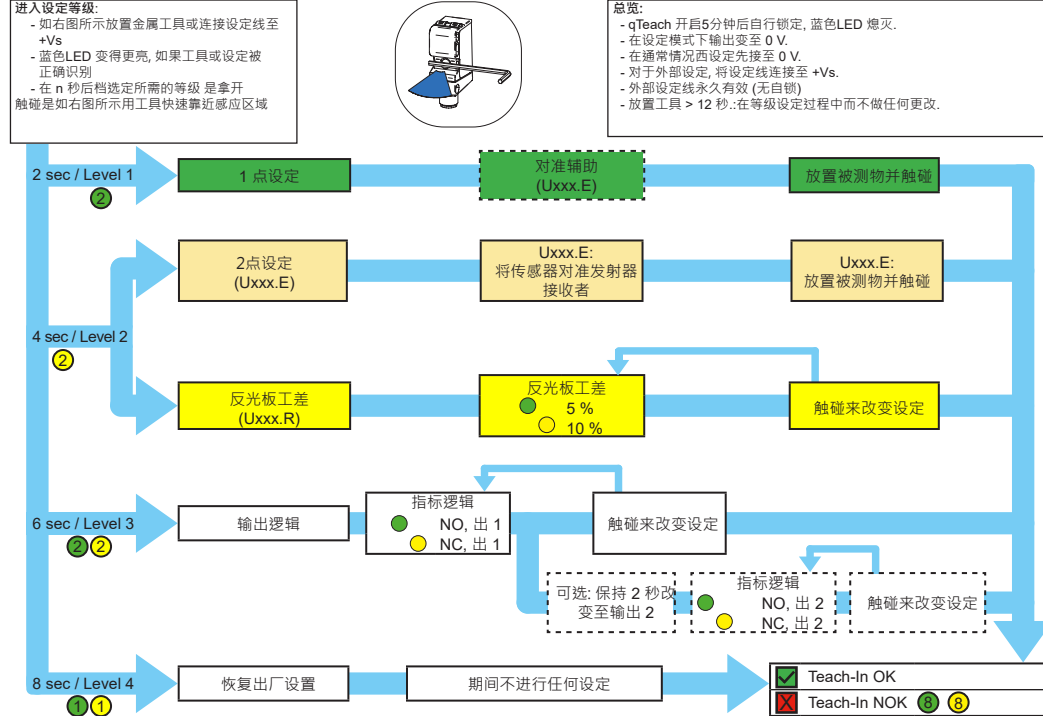 进入设定等级:
- 如右图所示放置金属工具或连接设定线至
+Vs
- 蓝色LED 变得更亮, 如果工具或设定被
正确识别
- 在 n 秒后档选定所需的等级 是拿开
触碰是如右图所示用工具快速靠近感应区域
总览:
- qTeach 开启5分钟后自行锁定, 蓝色LED 熄灭.
- 在设定模式下输出变至 0 V.
- 在通常情况西设定先接至 0 V.
- 对于外部设定, 将设定线连接至 +Vs.
- 外部设定线永久有效 (无自锁)
- 放置工具 > 12 秒.:在等级设定过程中而不做任何更改.
2 sec / Level 1
2
1 点设定
对准辅助
(Uxxx.E)
放置被测物并触碰
4 sec / Level 2
2
2点设定
(Uxxx.E)
Uxxx.E:
将传感器对准发射器
接收者
Uxxx.E:
放置被测物并触碰
反光板工差
(Uxxx.R)
反光板工差
5 %
10 %
触碰来改变设定
6 sec / Level 3
2 2
输出逻辑
指标逻辑
NO, 出 1
NC, 出 1
触碰来改变设定
可选: 保持 2 秒改
变至输出 2
指标逻辑
NO, 出 2
NC, 出 2
触碰来改变设定
8 sec / Level 4
1 1
恢复出厂设置
期间不进行任何设定
Teach-In OK
Teach-In NOK 8 8